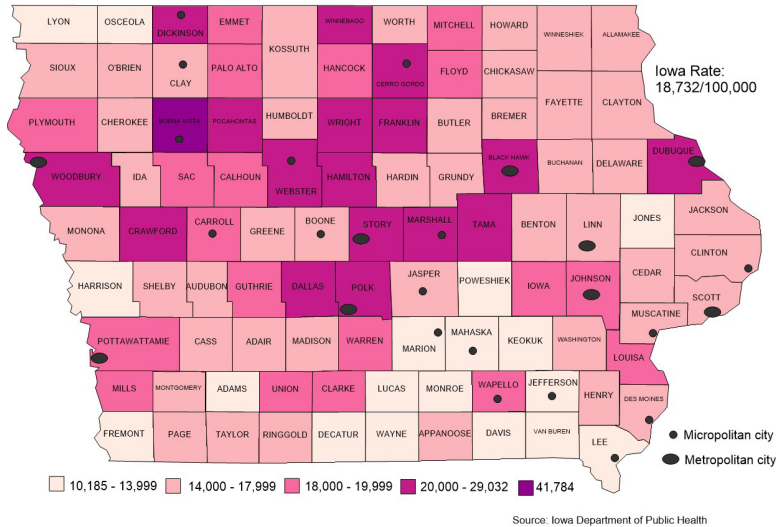 LYON OSCEOLA DICKINSON EMMET WINNEBAGO WORTH MITCHELL HOWARD WINNESHIEK ALLAMAKEE
KOSSUTH
SIOUX O'BRIEN CLAY PALO ALTO HANCOCK CERRO GORDO FLOYD CHICKASAW
Iowa Rate:
18,732/100,000
PLYMOUTH CHEROKEE BUENA VISTA POCAHONTAS HUMBOLDT WRIGHT FRANKLIN BUTLER BREMER FAYETTE CLAYTON
WOODBURY IDA SAC CALHOUN WEBSTER HAMILTON HARDIN GRUNDY BLACK HAWK BUCHANAN DELAWARE DUBUQUE
MONONA CRAWFORD CARROLL GREENE BOONE STORY MARSHALL TAMA BENTON LINN JONES JACKSON
CLINTON
HARRISON SHELBY AUDUBON GUTHRIE DALLAS POLK JASPER POWESHIEK IOWA JOHNSON CEDAR SCOTT
MUSCATINE
POTTAWATTAMIE CASS ADAIR MADISON WARREN MARION MAHASKA KEOKUK WASHINGTON
LOUISA
MILLS MONTGOMERY ADAMS UNION CLARKE LUCAS MONROE WAPELLO JEFFERSON HENRY DES MOINES
FREMONT PAGE TAYLOR RINGGOLD DECATUR WAYNE APPANOOSE DAVIS VAN BUREN LEE
Micropolitan city
Metropolitan city
10,185 - 13,999 14,000 - 17,999 18,000 - 19,999 20,000 - 29,032 41,784
Source: Iowa Department of Public Health